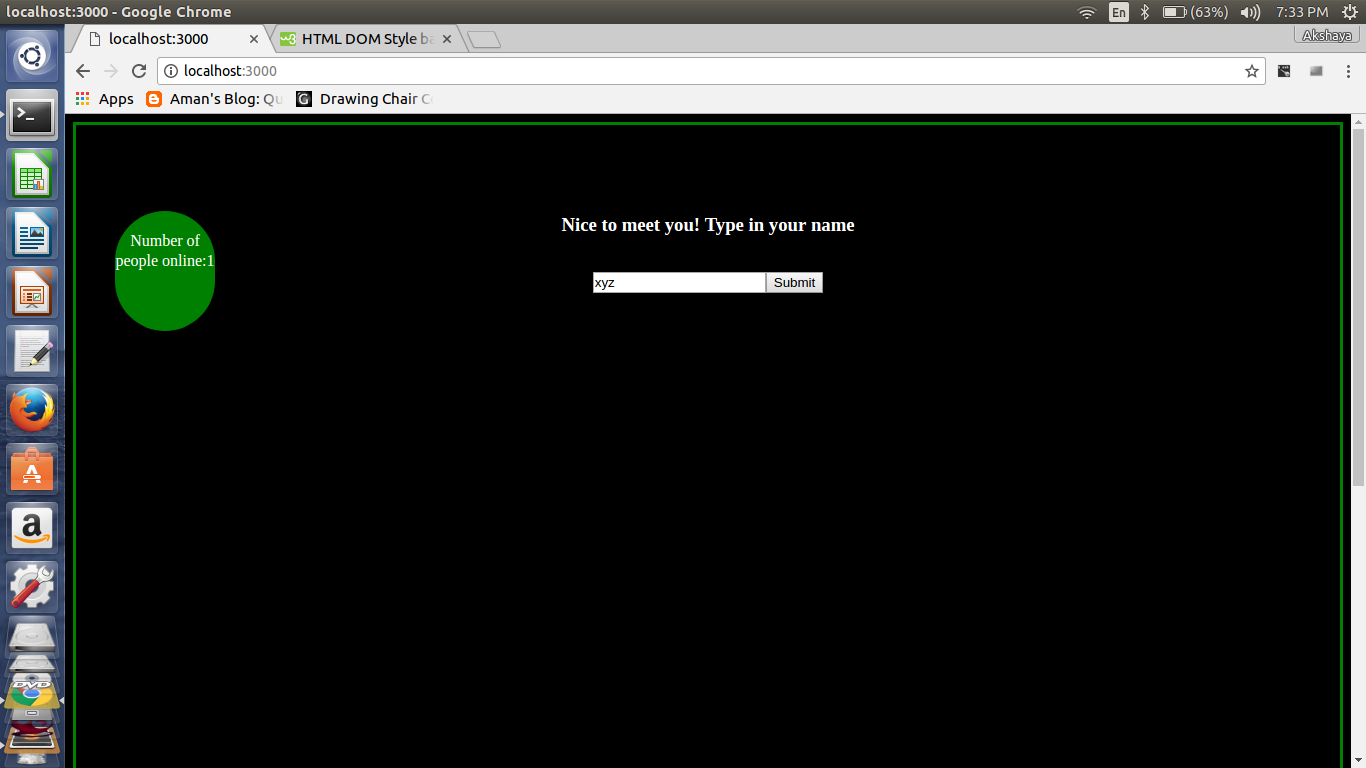 localhost:3000 - Google Chrome
En
(63%)
7:33 PM
localhost:3000
HTML DOM Style ba
Akshaya
localhost:3000
Apps
Aman's Blog: Qu
Drawing Chair C
Nice to meet you! Type in your name
Number of
people online:1
xyz
Submit